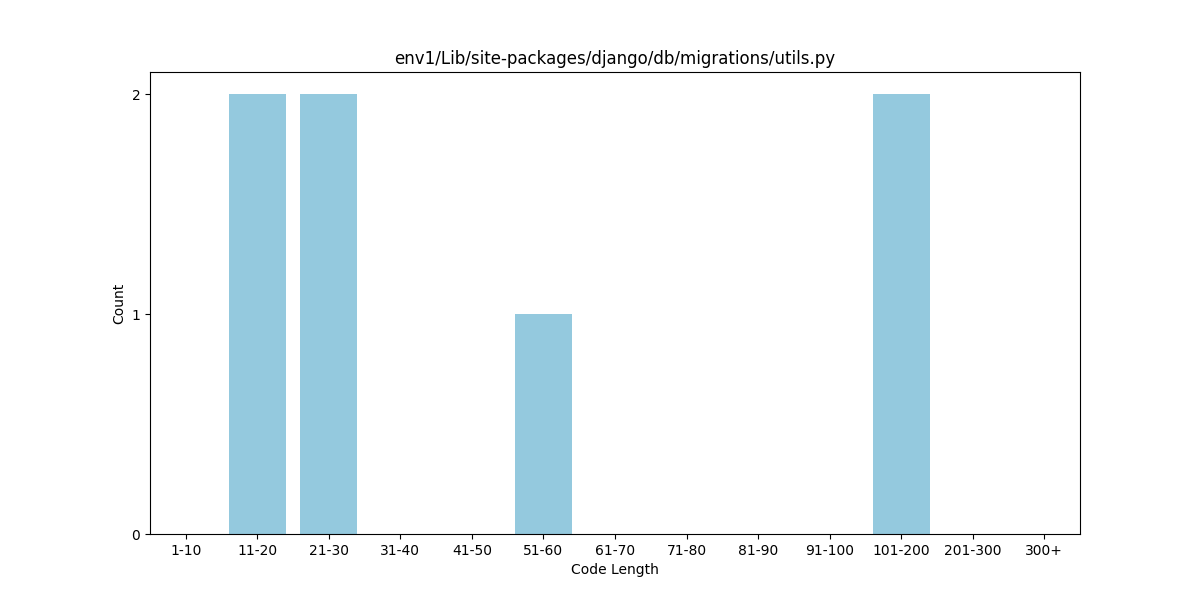 env1/Lib/site-packages/django/db/migrations/utils.py
2
1
0
Count
1-10 11-20 21-30 31-40 41-50 51-60 61-70 71-80 81-90 91-100 101-200 201-300 300+
Code Length